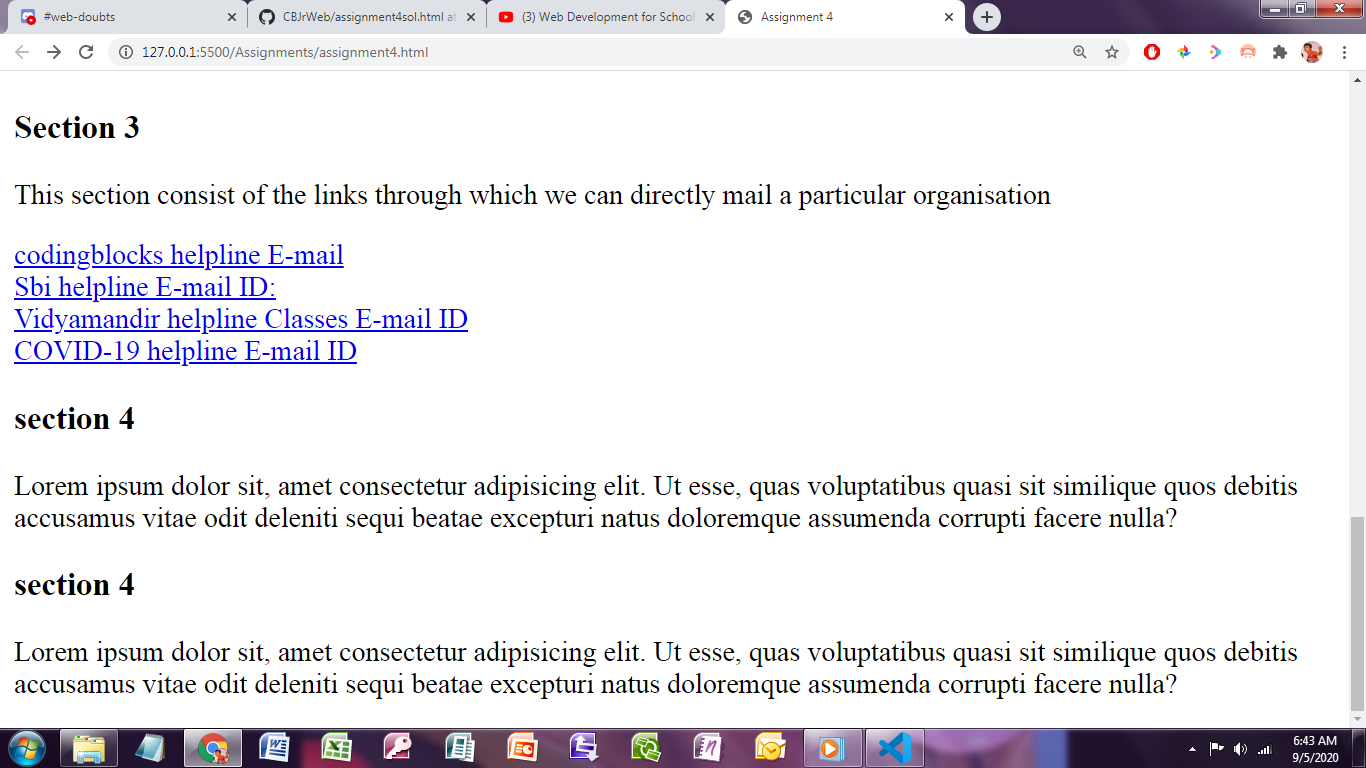 #web-doubts
CBJrWeb/assignment4sol.html at
(3) Web Development for School
Assignment 4
127.0.0.1:5500/Assignments/assignment4.html
Section 3
This section consist of the links through which we can directly mail a particular organisation
codingblocks helpline E-mail
Sbi helpline E-mail ID:
Vidyamandir helpline Classes E-mail ID
COVID-19 helpline E-mail ID
section 4
Lorem ipsum dolor sit, amet consectetur adipisicing elit. Ut esse, quas voluptatibus quasi sit similique quos debitis
accusamus vitae odit deleniti sequi beatae excepturi natus doloremque assumenda corrupti facere nulla?
section 4
Lorem ipsum dolor sit, amet consectetur adipisicing elit. Ut esse, quas voluptatibus quasi sit similique quos debitis
accusamus vitae odit deleniti sequi beatae excepturi natus doloremque assumenda corrupti facere nulla?
6:43 AM
9/5/2020